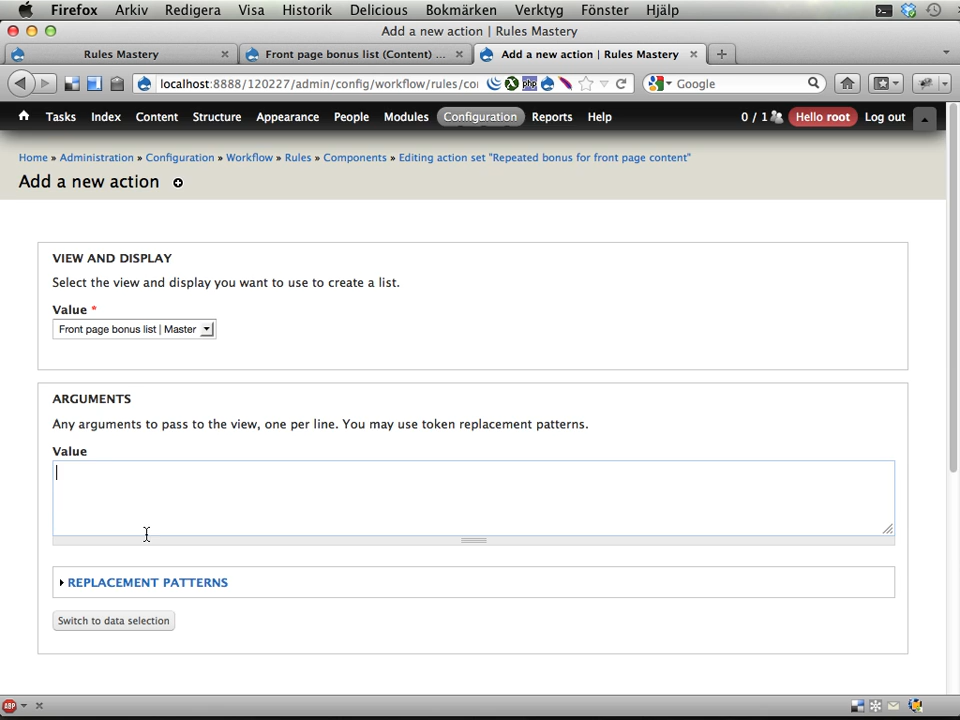 Firefox Arkiv Redigera Visa Historik Delicious Bokmärken Verktyg Fönster Hjälp
Add a new action | Rules Mastery
Rules Mastery Front page bonus list (Content) ... Add a new action | Rules Mastery
localhost:8888/120227/admin/config/workflow/rules/co Google
Tasks Index Content Structure Appearance People Modules Configuration Reports Help 0 / 1 Hello root Log out
Home » Administration » Configuration » Workflow » Rules » Components » Editing action set "Repeated bonus for front page content"
Add a new action
VIEW AND DISPLAY
Select the view and display you want to use to create a list.
Value *
Front page bonus list | Master
ARGUMENTS
Any arguments to pass to the view, one per line. You may use token replacement patterns.
Value
REPLACEMENT PATTERNS
Switch to data selection
ABP